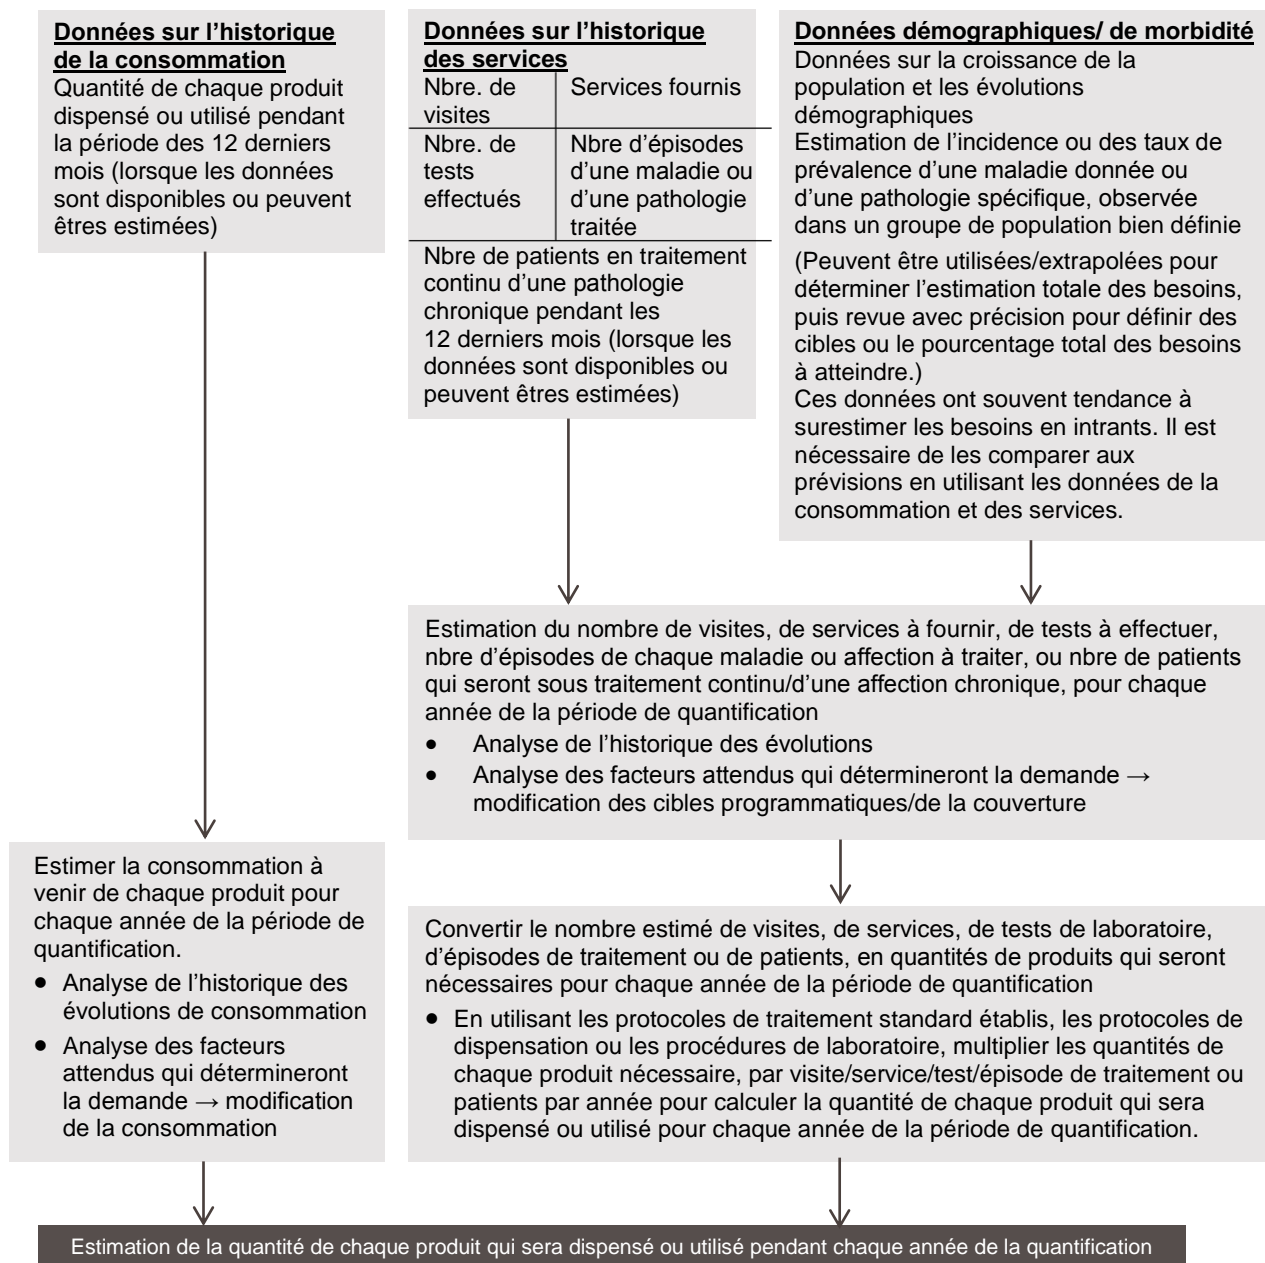 Données sur l'historique
de la consommation
Quantité de chaque produit
dispensé ou utilisé pendant
la période des 12 derniers
mois (lorsque les données
sont disponibles ou peuvent
êtres estimées)
Données sur l'historique
des services
Nbre. de
visites
Services fournis
Nbre. de
tests
effectués
Nbre d'épisodes
d'une maladie ou
d'une pathologie
traitée
Nbre de patients en traitement
continu d'une pathologie
chronique pendant les
12 derniers mois (lorsque les
données sont disponibles ou
peuvent êtres estimées)
Données démographiques/ de morbidité
Données sur la croissance de la
population et les évolutions
démographiques
Estimation de l'incidence ou des taux de
prévalence d'une maladie donnée ou
d'une pathologie spécifique, observée
dans un groupe de population bien définie
(Peuvent être utilisées/extrapolées pour
déterminer l'estimation totale des besoins,
puis revue avec précision pour définir des
cibles ou le pourcentage total des besoins
à atteindre.)
Ces données ont souvent tendance à
surestimer les besoins en intrants. Il est
nécessaire de les comparer aux
prévisions en utilisant les données de la
consommation et des services.
Estimation du nombre de visites, de services à fournir, de tests à effectuer,
nbre d'épisodes de chaque maladie ou affection à traiter, ou nbre de patients
qui seront sous traitement continu/d'une affection chronique, pour chaque
année de la période de quantification
• Analyse de l'historique des évolutions
• Analyse des facteurs attendus qui détermineront la demande →
modification des cibles programmatiques/de la couverture
Estimer la consommation à
venir de chaque produit pour
chaque année de la période de
quantification.
• Analyse de l'historique des
évolutions de consommation
• Analyse des facteurs
attendus qui détermineront
la demande → modification
de la consommation
Convertir le nombre estimé de visites, de services, de tests de laboratoire,
d'épisodes de traitement ou de patients, en quantités de produits qui seront
nécessaires pour chaque année de la période de quantification
• En utilisant les protocoles de traitement standard établis, les protocoles de
dispensation ou les procédures de laboratoire, multiplier les quantités de
chaque produit nécessaire, par visite/service/test/épisode de traitement ou
patients par année pour calculer la quantité de chaque produit qui sera
dispensé ou utilisé pour chaque année de la période de quantification.
Estimation de la quantité de chaque produit qui sera dispensé ou utilisé pendant chaque année de la quantification